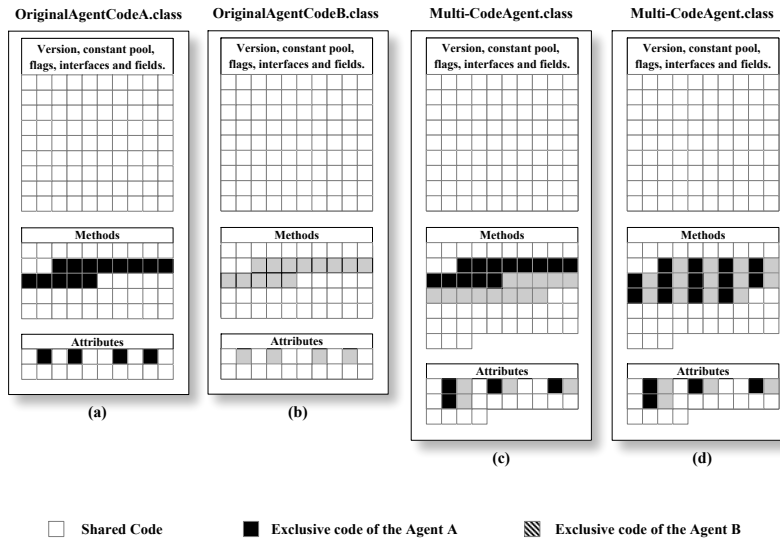 OriginalAgentCodeA.class
OriginalAgentCodeB.class
Multi-CodeAgent.class
Multi-CodeAgent.class
Version, constant pool,
flags, interfaces and fields.
Version, constant pool,
flags, interfaces and fields.
Version, constant pool,
flags, interfaces and fields.
Version, constant pool,
flags, interfaces and fields.
Methods
Methods
Methods
Methods
Attributes
Attributes
Attributes
Attributes
(a)
(b)
(c)
(d)
Shared Code
Exclusive code of the Agent A
Exclusive code of the Agent B